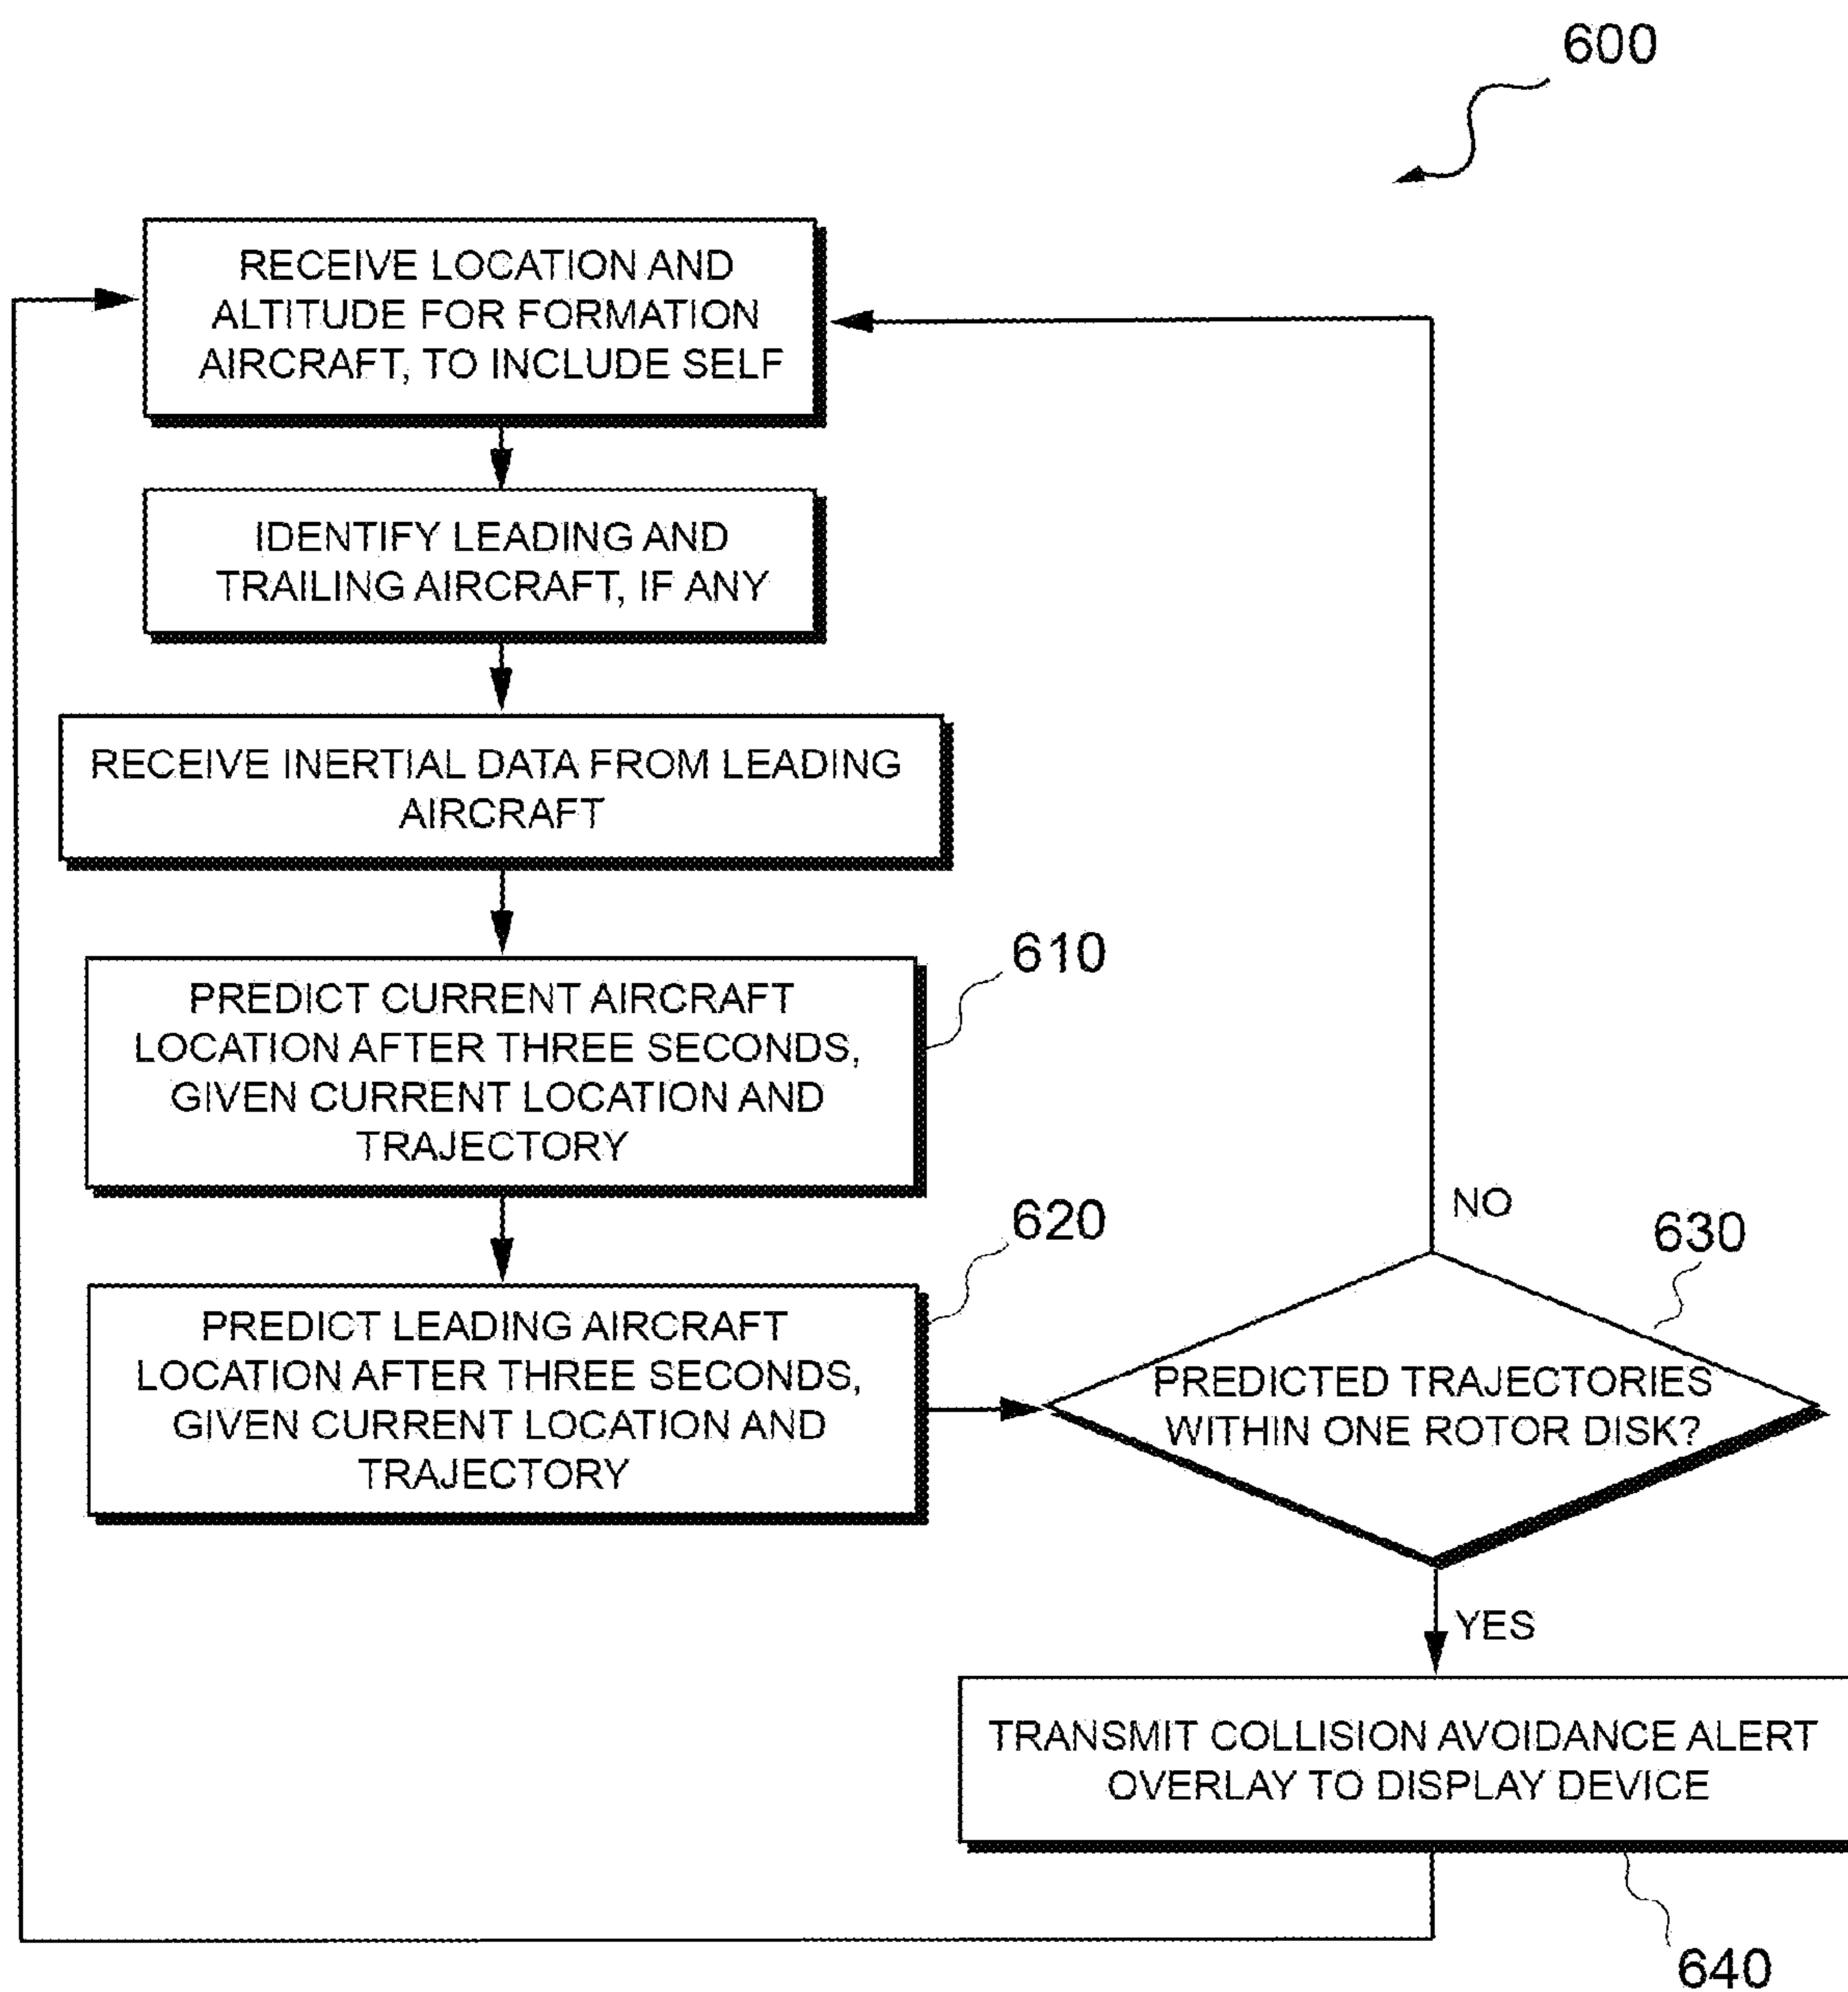 600
RECEIVE LOCATION AND
ALTITUDE FOR FORMATION
AIRCRAFT, TO INCLUDE SELF
IDENTIFY LEADING AND
TRAILING AIRCRAFT, IF ANY
RECEIVE INERTIAL DATA FROM LEADING
AIRCRAFT
610
PREDICT CURRENT AIRCRAFT
LOCATION AFTER THREE SECONDS,
GIVEN CURRENT LOCATION AND
TRAJECTORY
620
PREDICT LEADING AIRCRAFT
LOCATION AFTER THREE SECONDS,
GIVEN CURRENT LOCATION AND
TRAJECTORY
NO
630
PREDICTED TRAJECTORIES
WITHIN ONE ROTOR DISK?
YES
TRANSMIT COLLISION AVOIDANCE ALERT
OVERLAY TO DISPLAY DEVICE
640